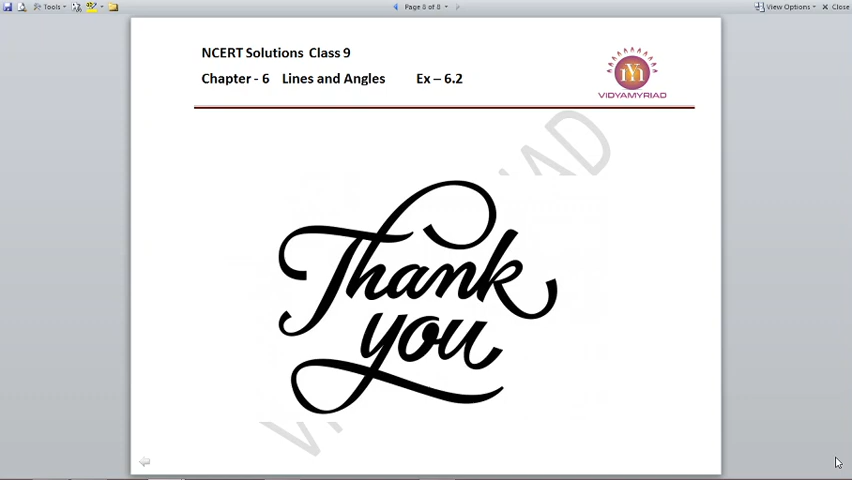 Tools
Page 8 of 8
View Options
Close
NCERT Solutions Class 9
Chapter - 6 Lines and Angles Ex – 6.2
VIDYAMYRIAD
Thank
you